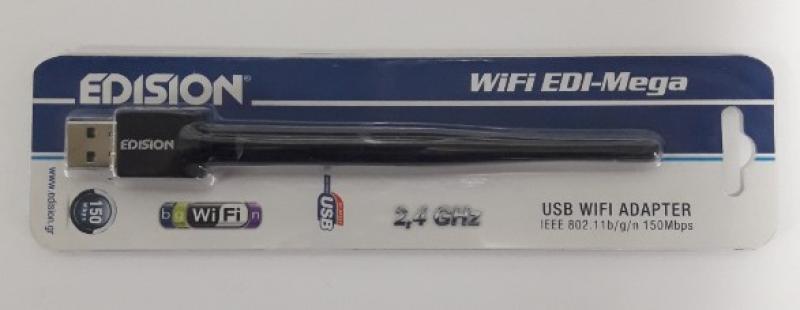 EDISION®
WiFi EDI-Mega
EDISION
www.edision.gr
150
Mbps
b g WiFi n
USB
2,4 GHz
USB WIFI ADAPTER
IEEE 802.11b/g/n 150Mbps